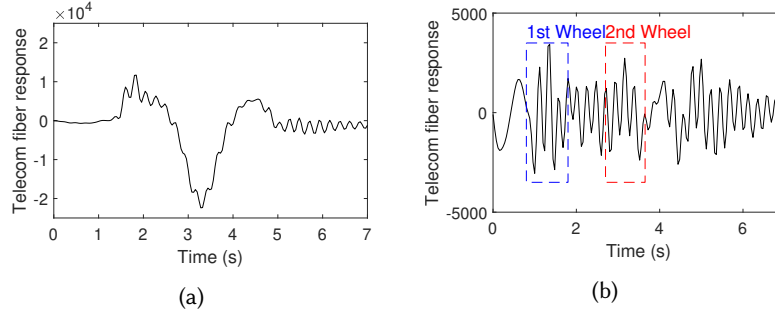 ×10⁴
2
1
0
-1
-2
0 1 2 3 4 5 6 7
Telecom fiber response
Time (s)
(a)
5000
0
-5000
0 2 4 6
Telecom fiber response
1st Wheel 2nd Wheel
Time (s)
(b)